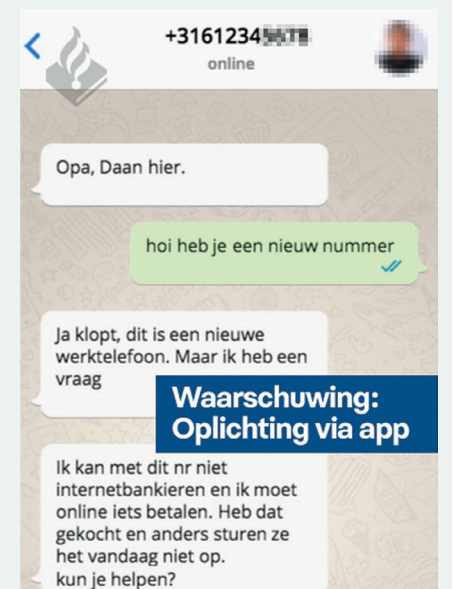 +31612345678
online
Opa, Daan hier.
hoi heb je een nieuw nummer
Ja klopt, dit is een nieuwe
werktelefoon. Maar ik heb een
vraag
Waarschuwing:
Oplichting via app
Ik kan met dit nr niet
internetbankieren en ik moet
online iets betalen. Heb dat
gekocht en anders sturen ze
het vandaag niet op.
kun je helpen?